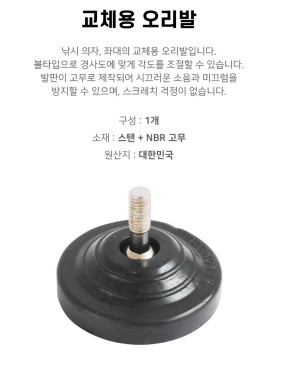 교체용 오리발
낚시 의자, 좌대의 교체용 오리발입니다.
볼타입으로 경사도에 맞게 각도를 조절할 수 있습니다.
발판이 고무로 제작되어 시끄러운 소음과 미끄럼을
방지할 수 있으며, 스크레치 걱정이 없습니다.
구성 : 1개
소재 : 스텐 + NBR 고무
원산지 : 대한민국